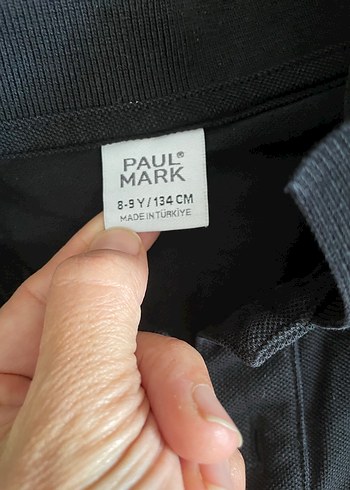 PAUL®
MARK
8-9 Y/134 CM
MADE IN TÜRKİYE